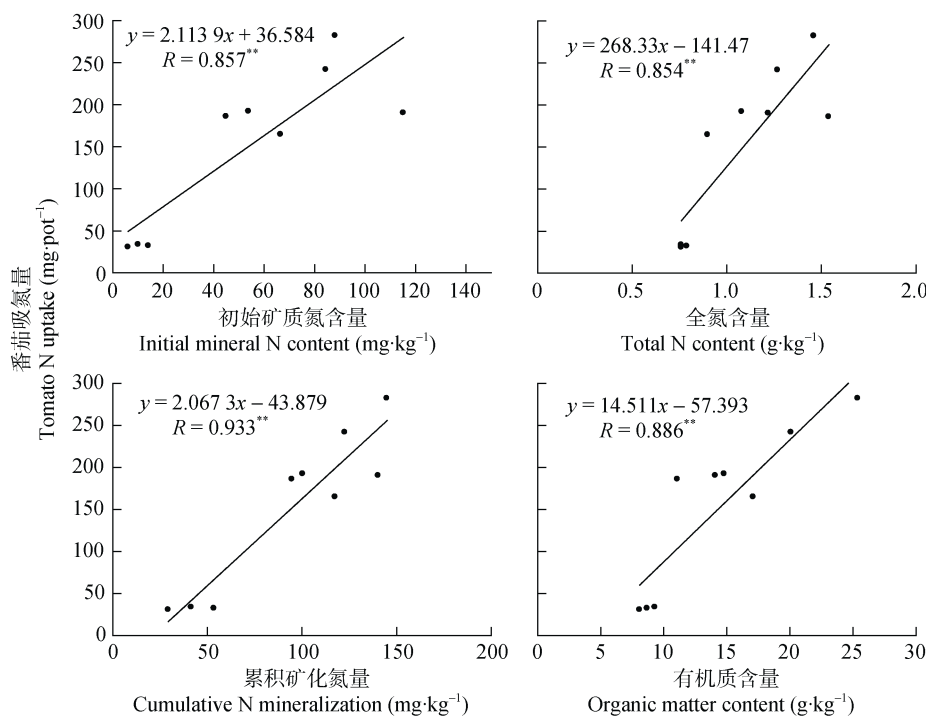 番茄吸氮量
Tomato N uptake (mg·pot⁻¹)
300
250
200
150
100
50
0
y = 2.113 9x + 36.584
R = 0.857**
0 20 40 60 80 100 120 140
初始矿质氮含量
Initial mineral N content (mg·kg⁻¹)
y = 268.33x − 141.47
R = 0.854**
0 0.5 1.0 1.5 2.0
全氮含量
Total N content (g·kg⁻¹)
300
250
200
150
100
50
0
y = 2.067 3x − 43.879
R = 0.933**
0 50 100 150 200
累积矿化氮量
Cumulative N mineralization (mg·kg⁻¹)
y = 14.511x − 57.393
R = 0.886**
0 5 10 15 20 25 30
有机质含量
Organic matter content (g·kg⁻¹)